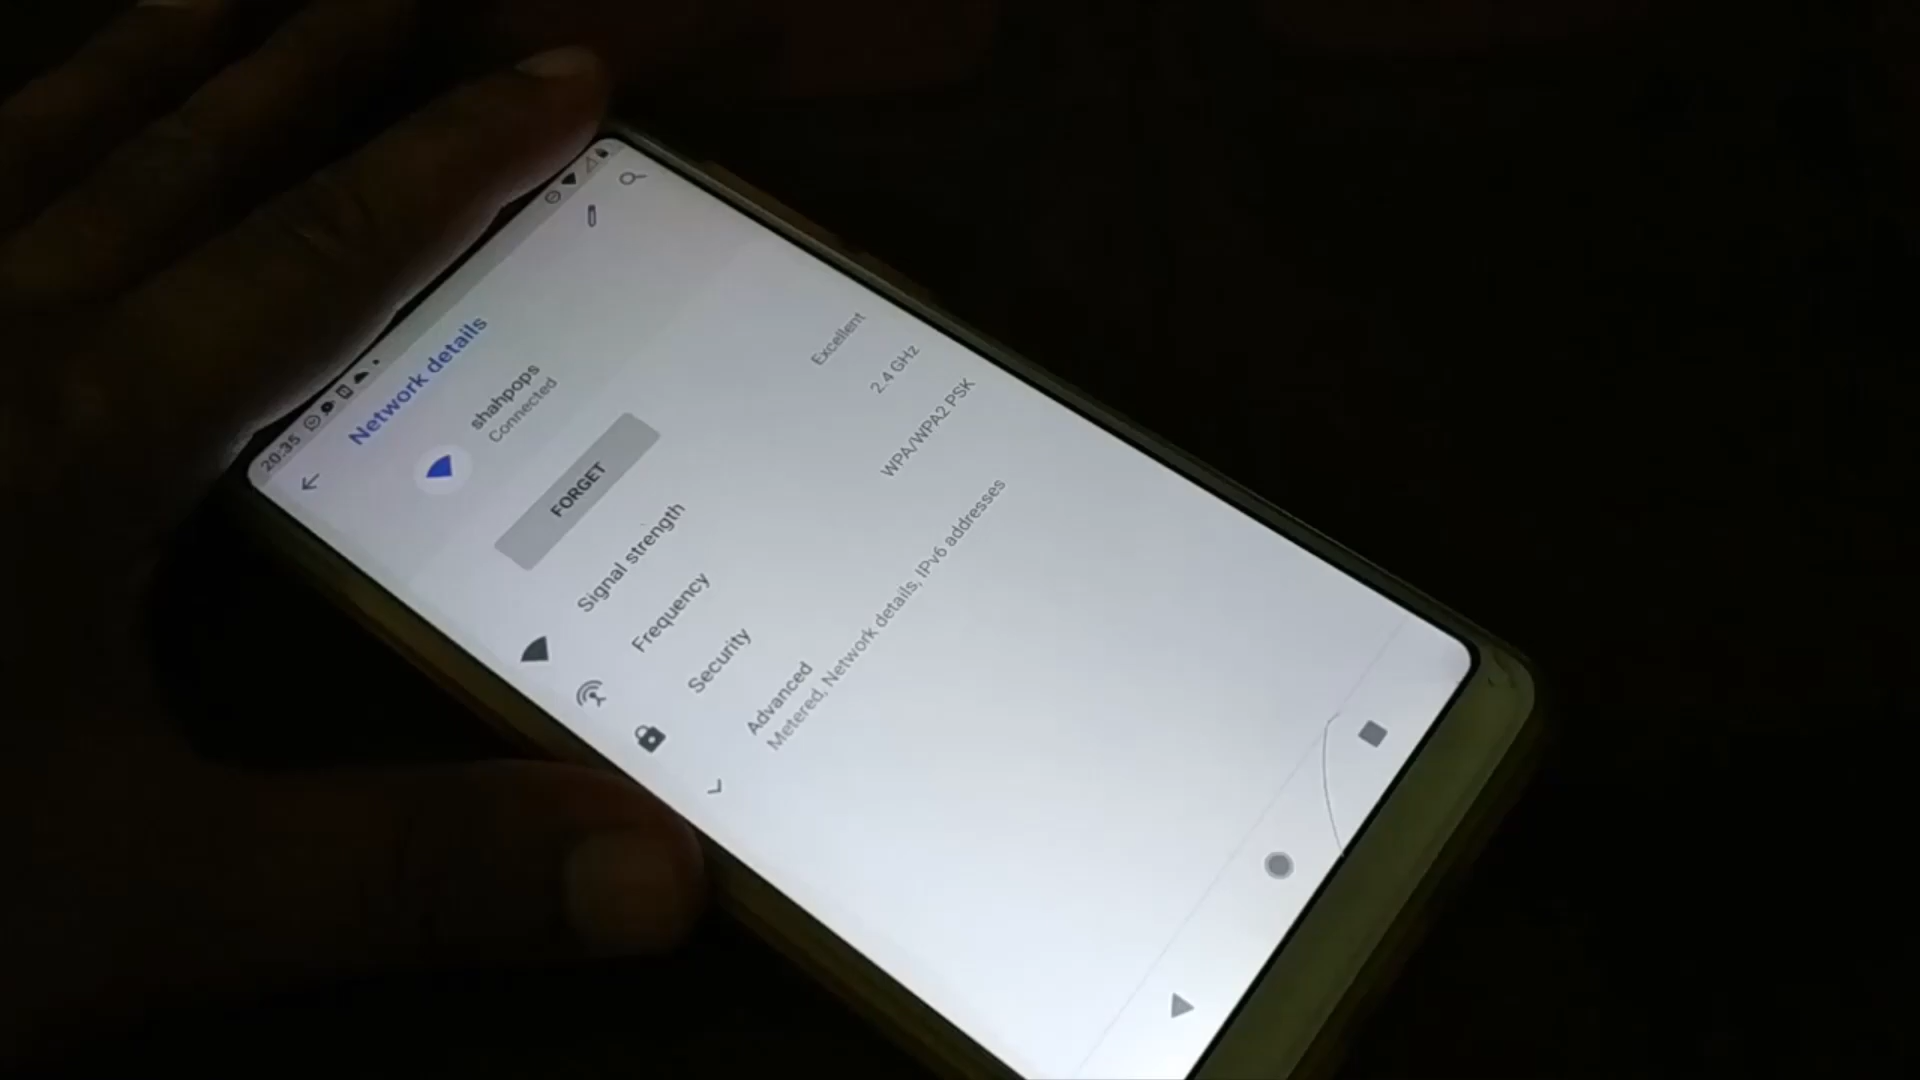 20:35
Network details
shahpops
Connected
FORGET
Signal strength
Excellent
Frequency
2.4 GHz
Security
WPA/WPA2 PSK
Advanced
Metered, Network details, IPv6 addresses